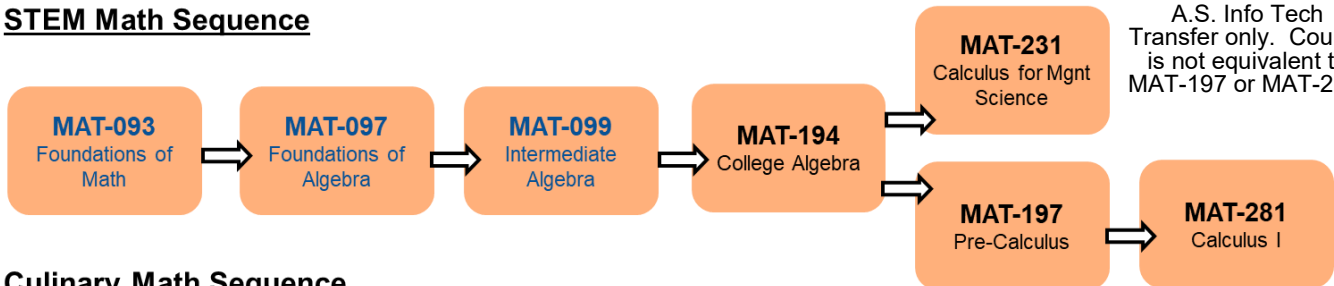 STEM Math Sequence
MAT-093
Foundations of
Math
MAT-097
Foundations of
Algebra
MAT-099
Intermediate
Algebra
MAT-194
College Algebra
MAT-231
Calculus for Mgnt
Science
A.S. Info Tech
Transfer only. Cou
is not equivalent t
MAT-197 or MAT-2
MAT-197
Pre-Calculus
MAT-281
Calculus I
Culinary Math Sequence